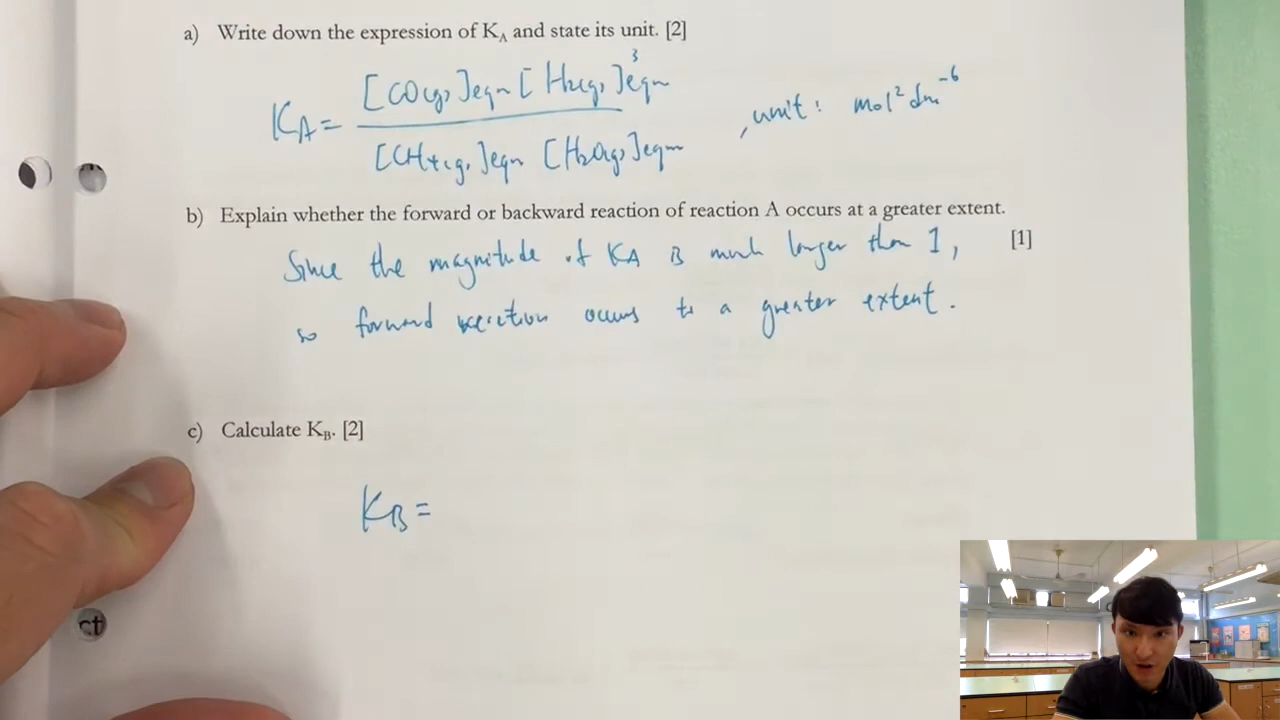 a) Write down the expression of K_A and state its unit. [2]
K_A = [CO(g)]eqm [H2(g)]^3 eqm / [CH4(g)]eqm [H2O(g)]eqm , unit: mol^2 dm^-6
b) Explain whether the forward or backward reaction of reaction A occurs at a greater extent.
[1]
Since the magnitude of KA is much larger than 1,
so forward reaction occurs to a greater extent.
c) Calculate K_B. [2]
K_B =
ct